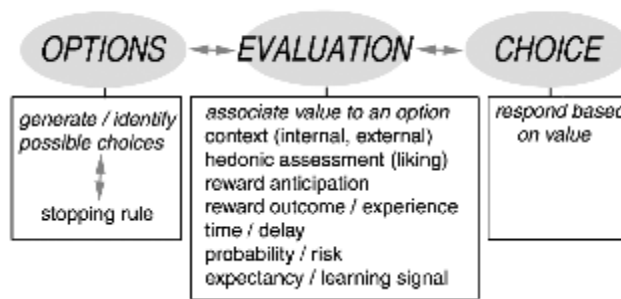 OPTIONS
EVALUATION
CHOICE
generate / identify
possible choices
stopping rule
associate value to an option
context (internal, external)
hedonic assessment (liking)
reward anticipation
reward outcome / experience
time / delay
probability / risk
expectancy / learning signal
respond based
on value